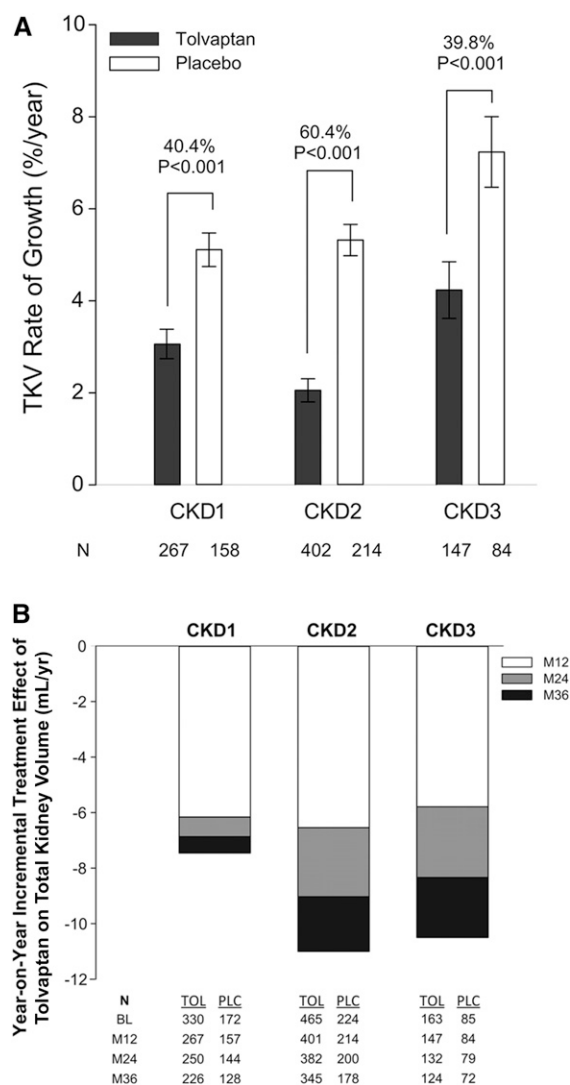 A
TKV Rate of Growth (%/year)
10
8
6
4
2
0
Tolvaptan
Placebo
40.4%
P<0.001
60.4%
P<0.001
39.8%
P<0.001
CKD1 CKD2 CKD3
N 267 158 402 214 147 84
B
Year-on-Year Incremental Treatment Effect of
Tolvaptan on Total Kidney Volume (mL/yr)
CKD1 CKD2 CKD3
0
-2
-4
-6
-8
-10
-12
M12
M24
M36
N TOL PLC TOL PLC TOL PLC
BL 330 172 465 224 163 85
M12 267 157 401 214 147 84
M24 250 144 382 200 132 79
M36 226 128 345 178 124 72